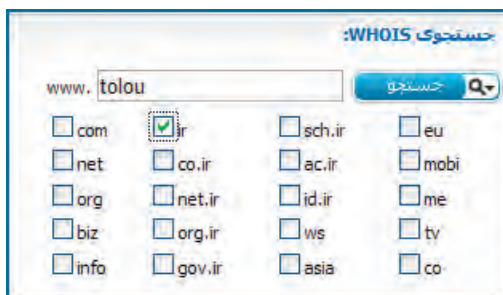 جستجوی WHOIS:
www. tolou جستجو
com ir sch.ir eu
net co.ir ac.ir mobi
org net.ir id.ir me
biz org.ir ws tv
info gov.ir asia co